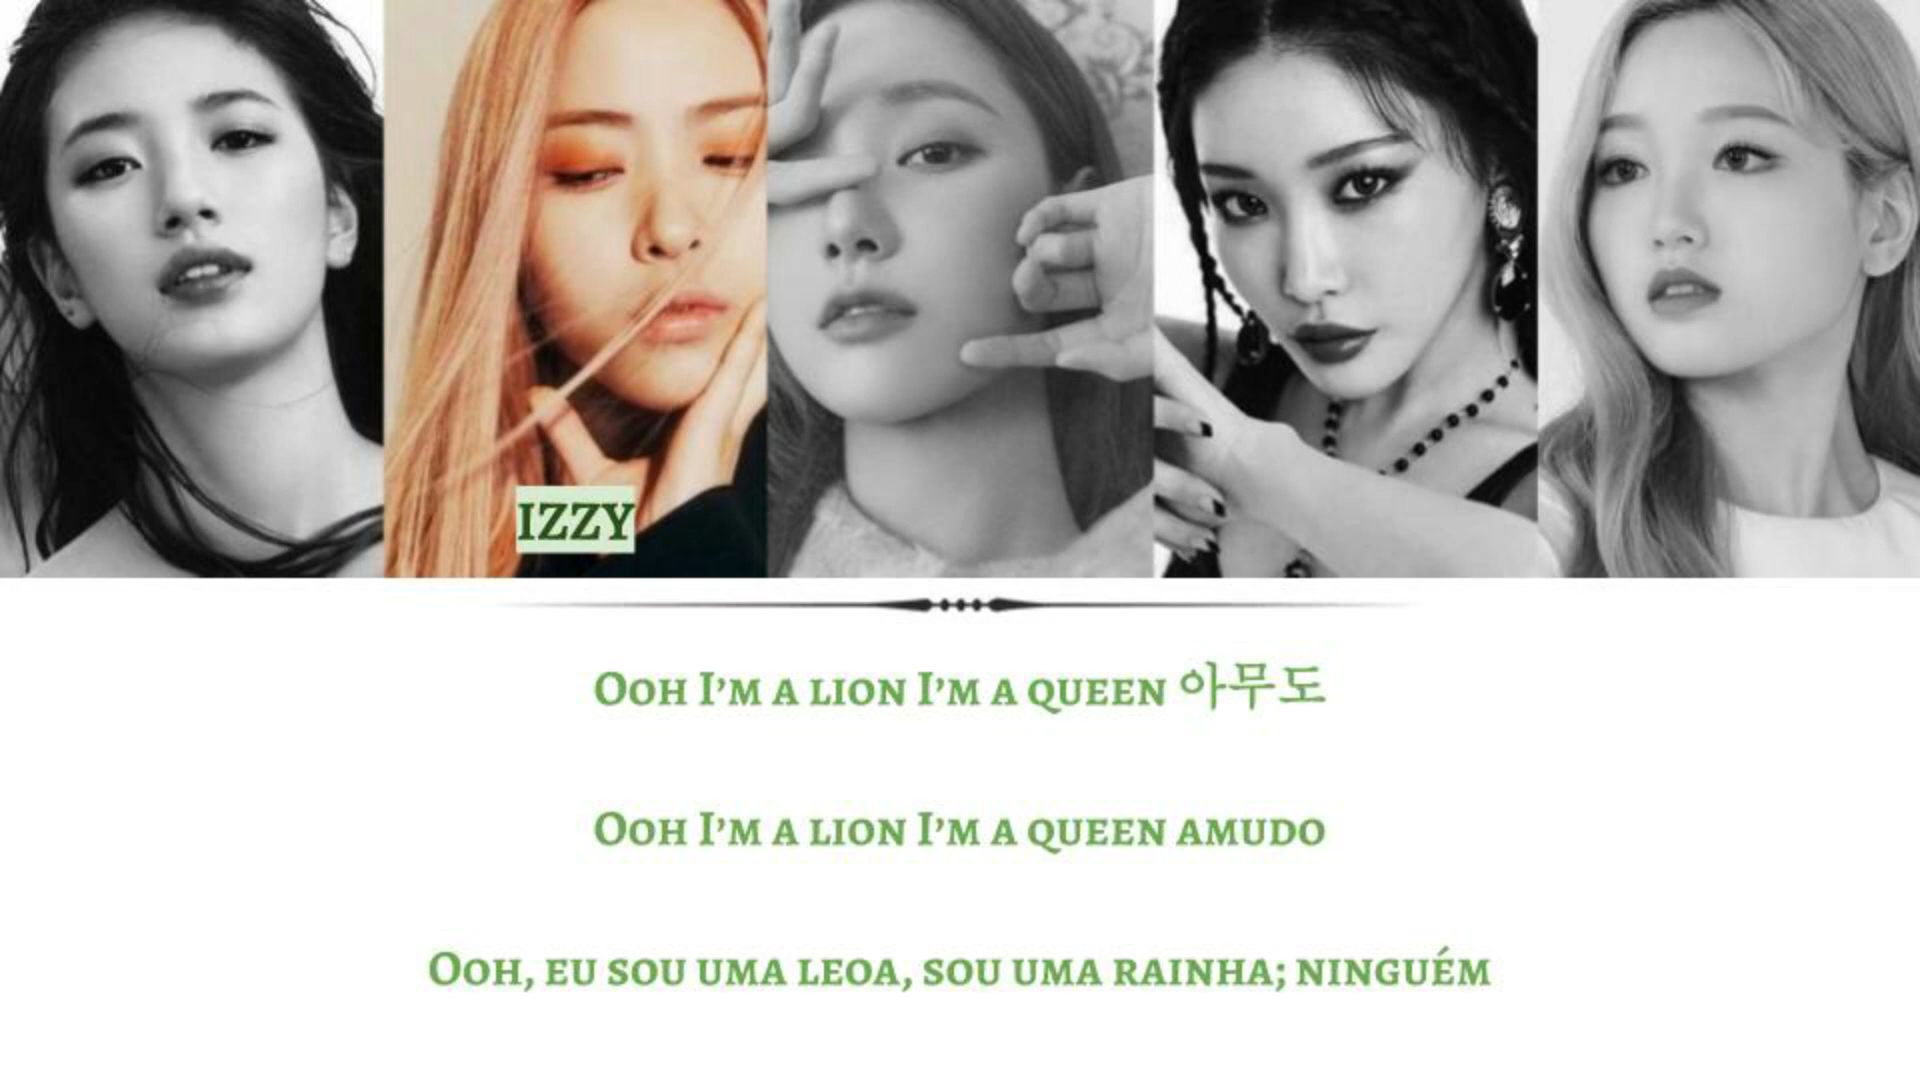 IZZY
Ooh I'm a lion I'm a queen 아무도
Ooh I'm a lion I'm a queen amudo
Ooh, eu sou uma leoa, sou uma rainha; ninguém